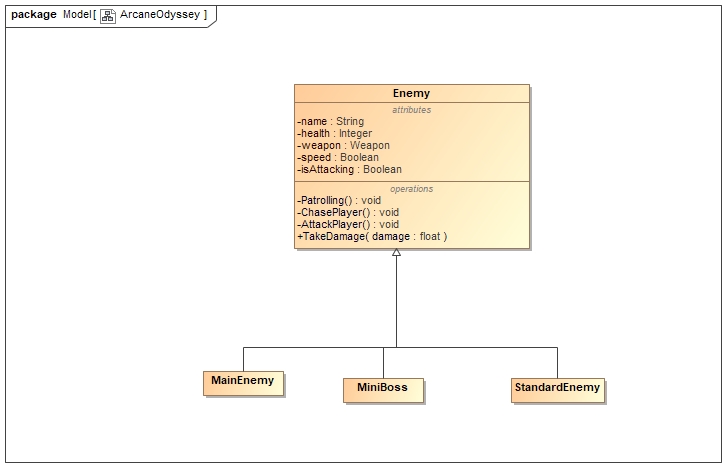 package Model[ ArcaneOdyssey ]
Enemy
attributes
-name : String
-health : Integer
-weapon : Weapon
-speed : Boolean
-isAttacking : Boolean
operations
-Patrolling() : void
-ChasePlayer() : void
-AttackPlayer() : void
+TakeDamage( damage : float )
MainEnemy
MiniBoss
StandardEnemy